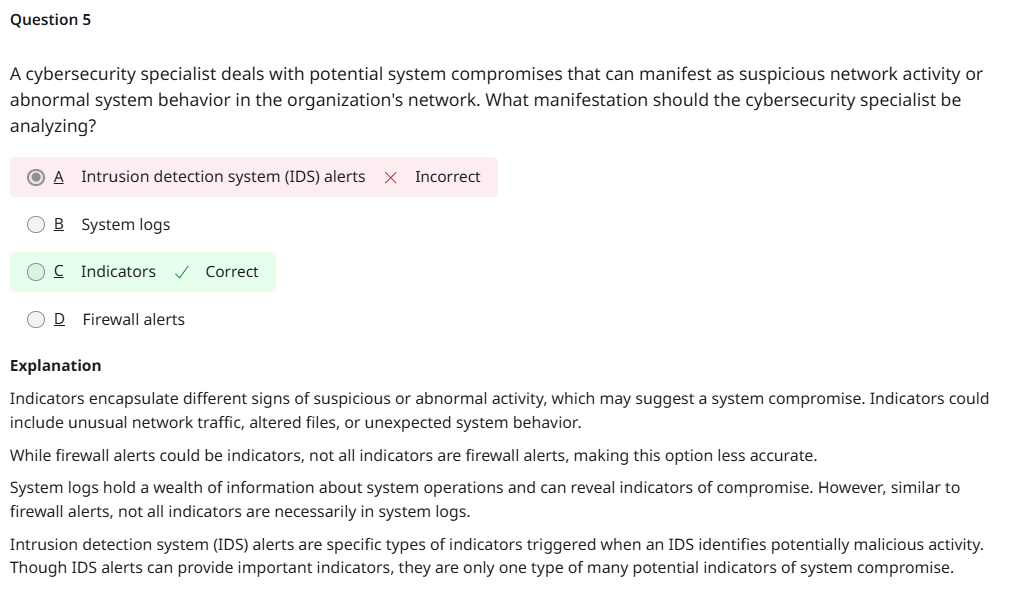 Question 5
A cybersecurity specialist deals with potential system compromises that can manifest as suspicious network activity or
abnormal system behavior in the organization's network. What manifestation should the cybersecurity specialist be
analyzing?
A Intrusion detection system (IDS) alerts Incorrect
B System logs
C Indicators Correct
D Firewall alerts
Explanation
Indicators encapsulate different signs of suspicious or abnormal activity, which may suggest a system compromise. Indicators could
include unusual network traffic, altered files, or unexpected system behavior.
While firewall alerts could be indicators, not all indicators are firewall alerts, making this option less accurate.
System logs hold a wealth of information about system operations and can reveal indicators of compromise. However, similar to
firewall alerts, not all indicators are necessarily in system logs.
Intrusion detection system (IDS) alerts are specific types of indicators triggered when an IDS identifies potentially malicious activity.
Though IDS alerts can provide important indicators, they are only one type of many potential indicators of system compromise.